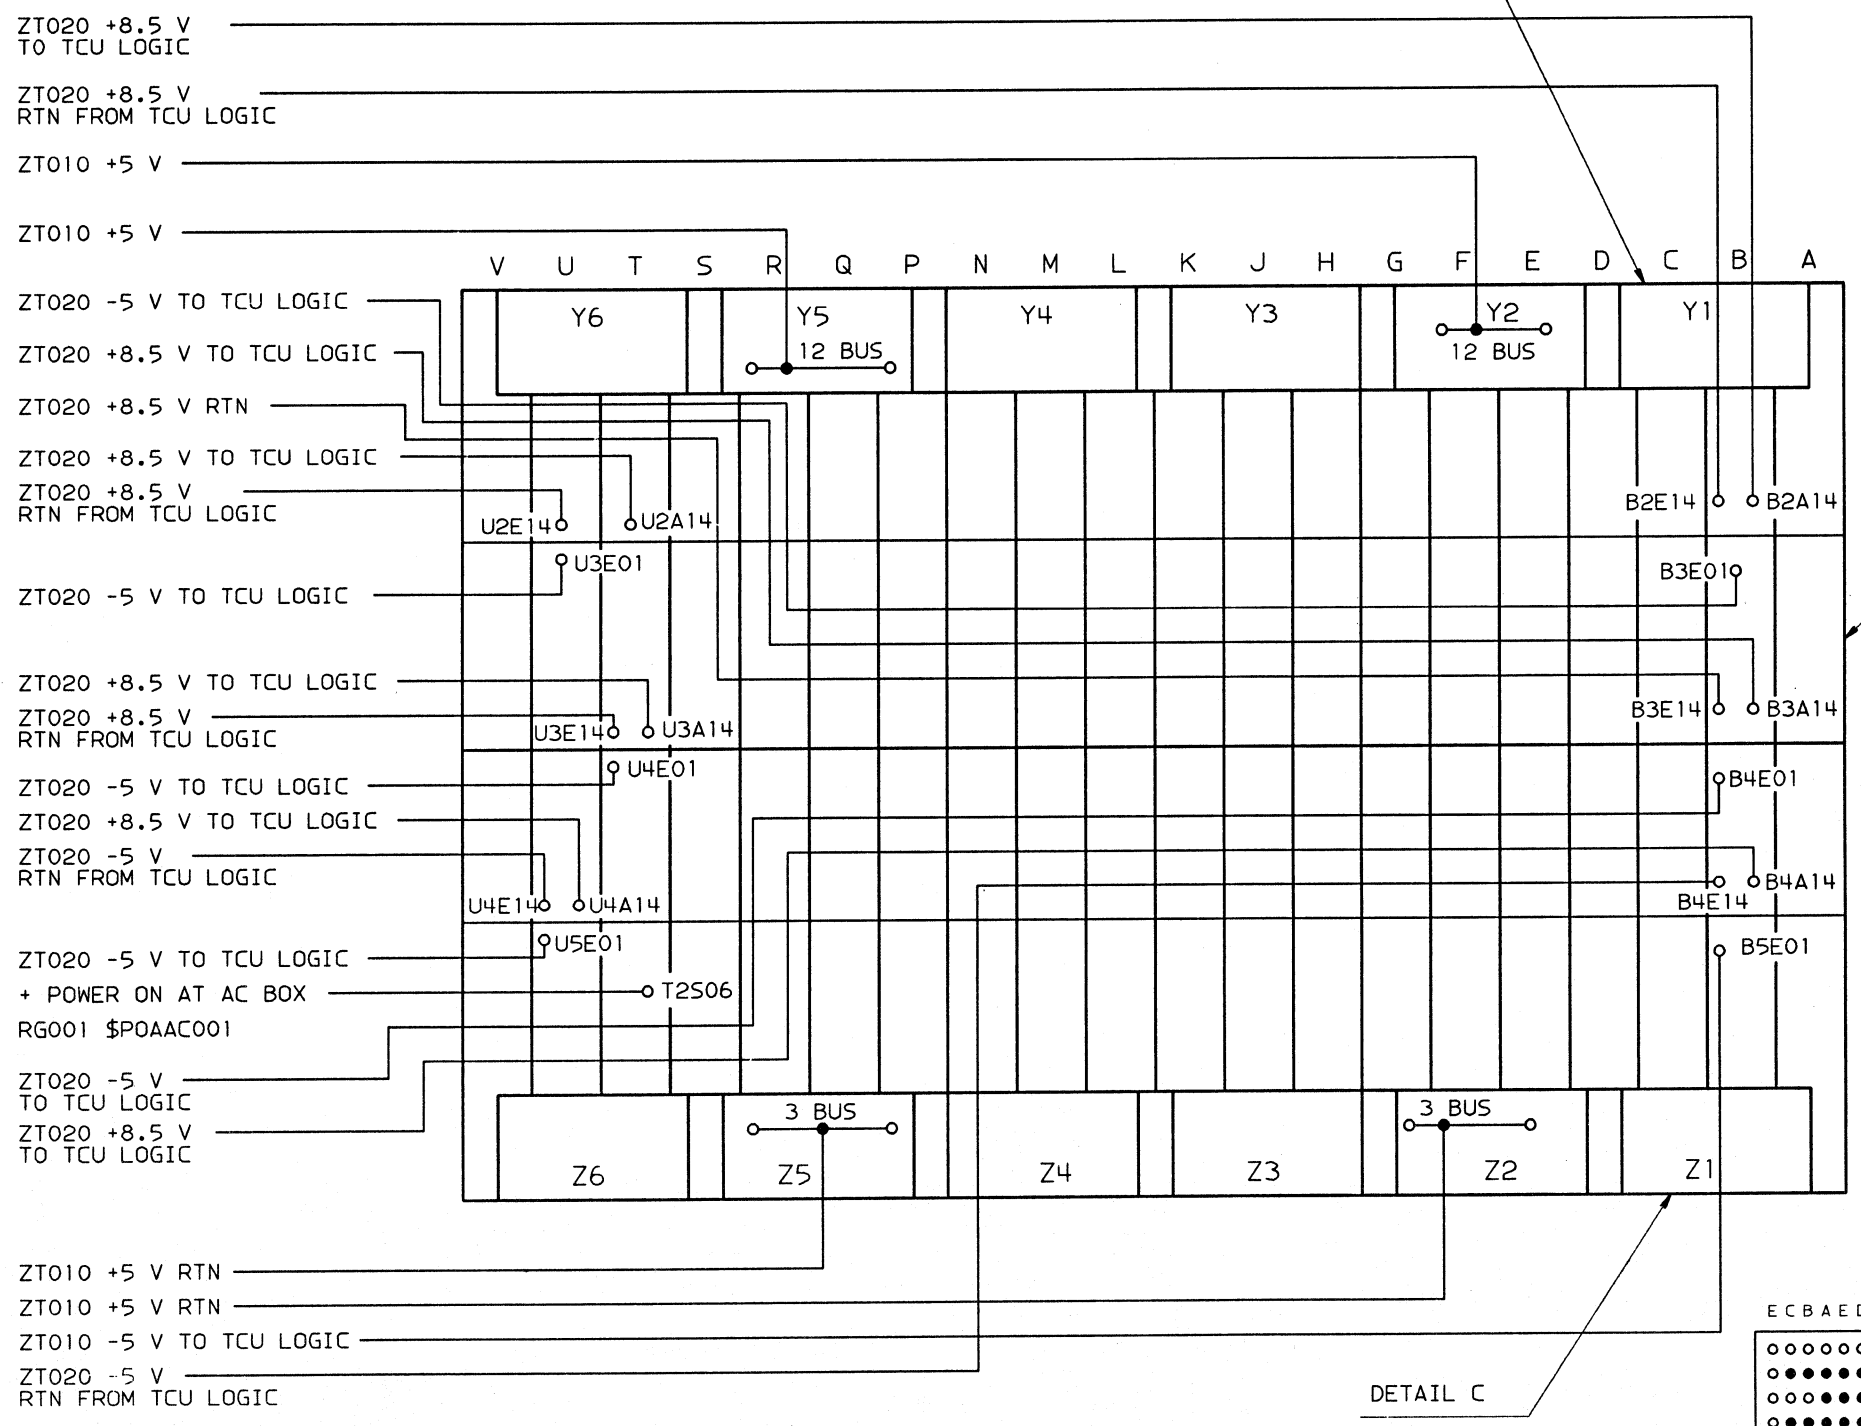 ZT020 +8.5 V
TO TCU LOGIC
ZT020 +8.5 V
RTN FROM TCU LOGIC
ZT010 +5 V
ZT010 +5 V
V U T S R Q P N M L K J H G F E D C B A
ZT020 -5 V TO TCU LOGIC
Y6 Y5 Y4 Y3 Y2 Y1
12 BUS 12 BUS
ZT020 +8.5 V TO TCU LOGIC
ZT020 +8.5 V RTN
ZT020 +8.5 V TO TCU LOGIC
ZT020 +8.5 V
RTN FROM TCU LOGIC
U2E14 U2A14 B2E14 B2A14
U3E01 B3E01
ZT020 -5 V TO TCU LOGIC
ZT020 +8.5 V TO TCU LOGIC
ZT020 +8.5 V
RTN FROM TCU LOGIC
U3E14 U3A14 B3E14 B3A14
U4E01 B4E01
ZT020 -5 V TO TCU LOGIC
ZT020 +8.5 V TO TCU LOGIC
ZT020 -5 V
RTN FROM TCU LOGIC
U4E14 U4A14 B4E14 B4A14
U5E01 B5E01
ZT020 -5 V TO TCU LOGIC
+ POWER ON AT AC BOX T2S06
RG001 $POAAC001
ZT020 -5 V
TO TCU LOGIC
ZT020 +8.5 V
TO TCU LOGIC
3 BUS 3 BUS
Z6 Z5 Z4 Z3 Z2 Z1
ZT010 +5 V RTN
ZT010 +5 V RTN
ZT010 -5 V TO TCU LOGIC
ZT020 -5 V
RTN FROM TCU LOGIC
DETAIL C
E C B A E